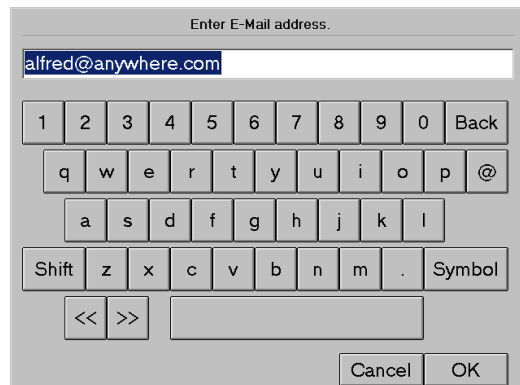 Enter E-Mail address.
alfred@anywhere.com
1 2 3 4 5 6 7 8 9 0 Back
q w e r t y u i o p @
a s d f g h j k l
Shift z x c v b n m . Symbol
<< >>
Cancel OK